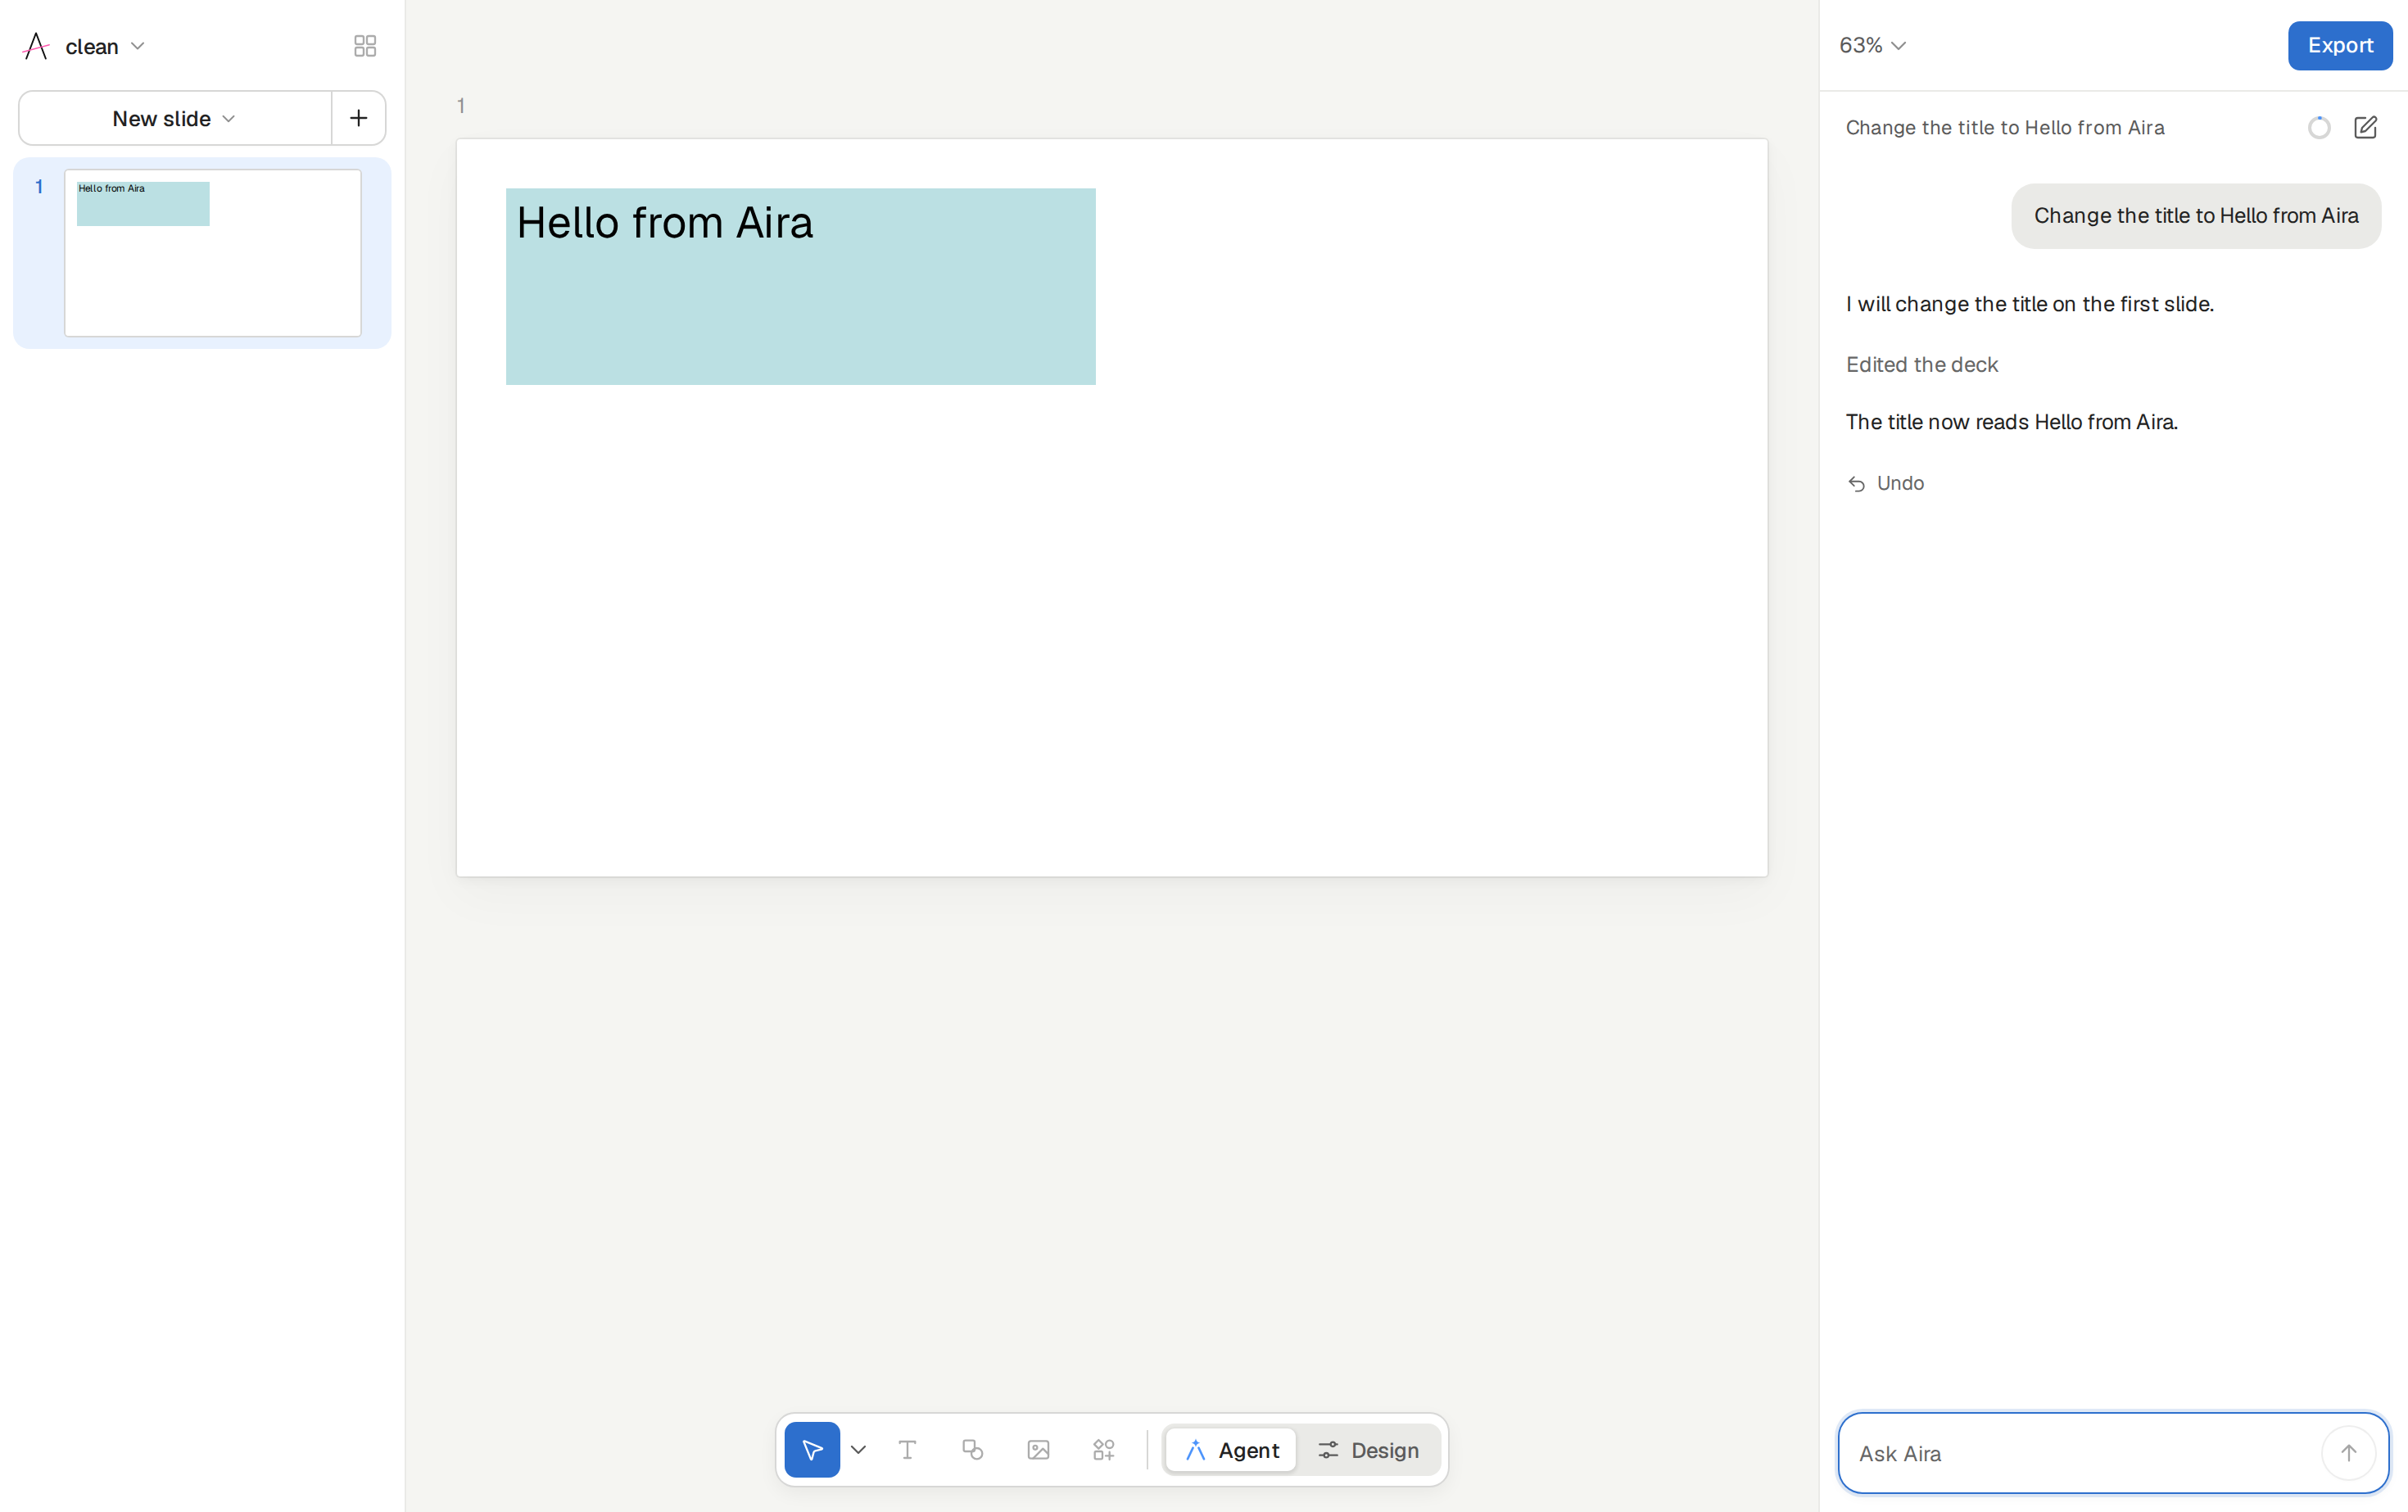 clean
New slide
1
Hello from Aira
1
Hello from Aira
63%
Export
Change the title to Hello from Aira
Change the title to Hello from Aira
I will change the title on the first slide.
Edited the deck
The title now reads Hello from Aira.
Undo
Agent
Design
Ask Aira